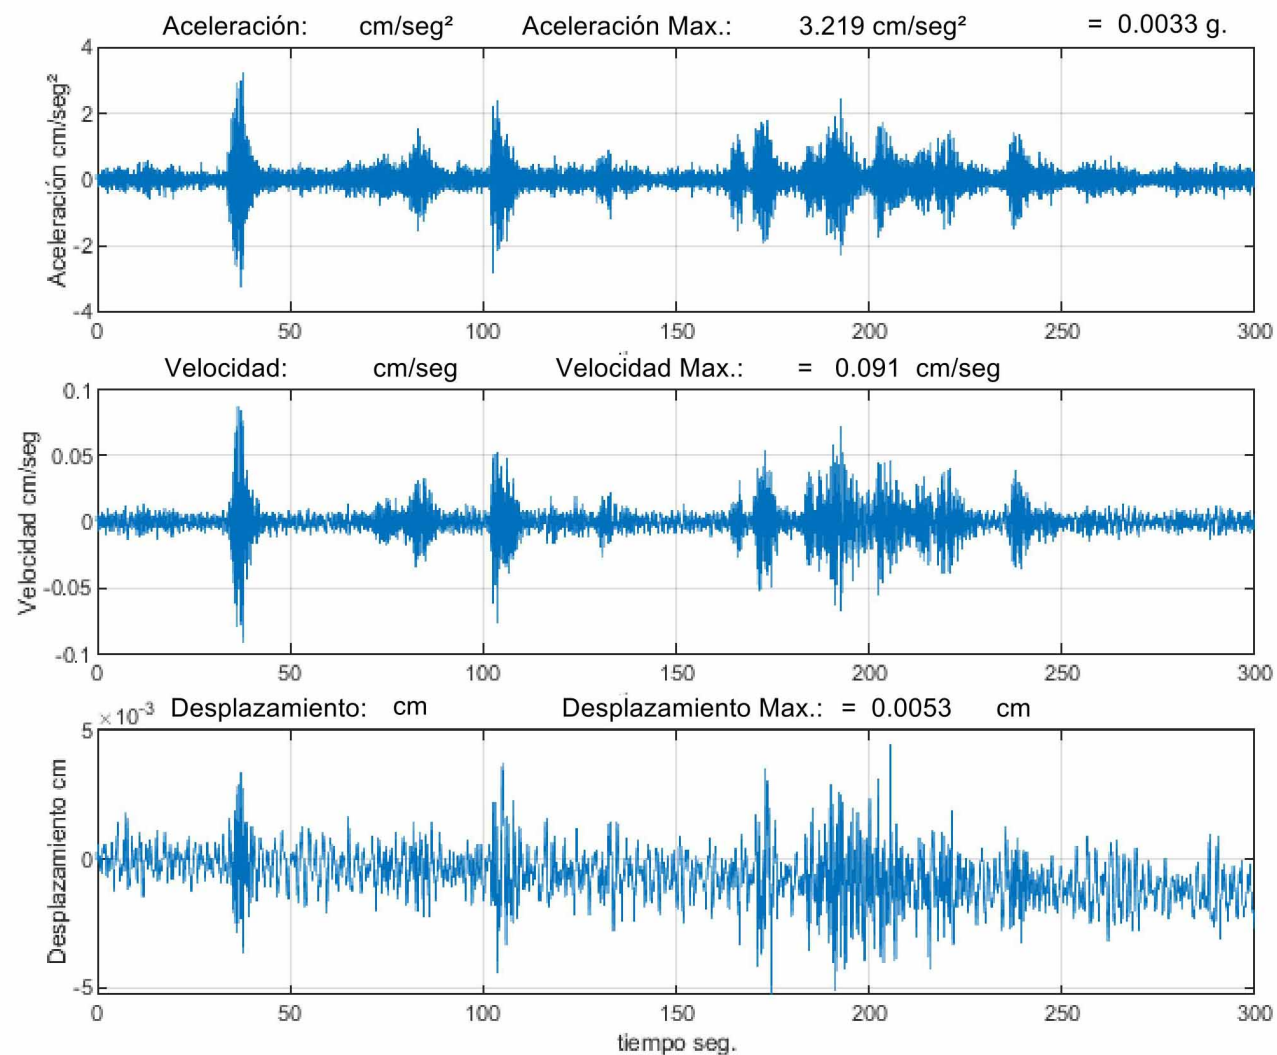 Aceleración: cm/seg² Aceleración Max.: 3.219 cm/seg² = 0.0033 g.
Aceleración cm/seg²
4
2
0
-2
-4
0 50 100 150 200 250 300
Velocidad: cm/seg Velocidad Max.: = 0.091 cm/seg
Velocidad cm/seg
0.1
0.05
0
-0.05
-0.1
0 50 100 150 200 250 300
×10⁻³ Desplazamiento: cm Desplazamiento Max.: = 0.0053 cm
Desplazamiento cm
5
0
-5
0 50 100 150 200 250 300
tiempo seg.